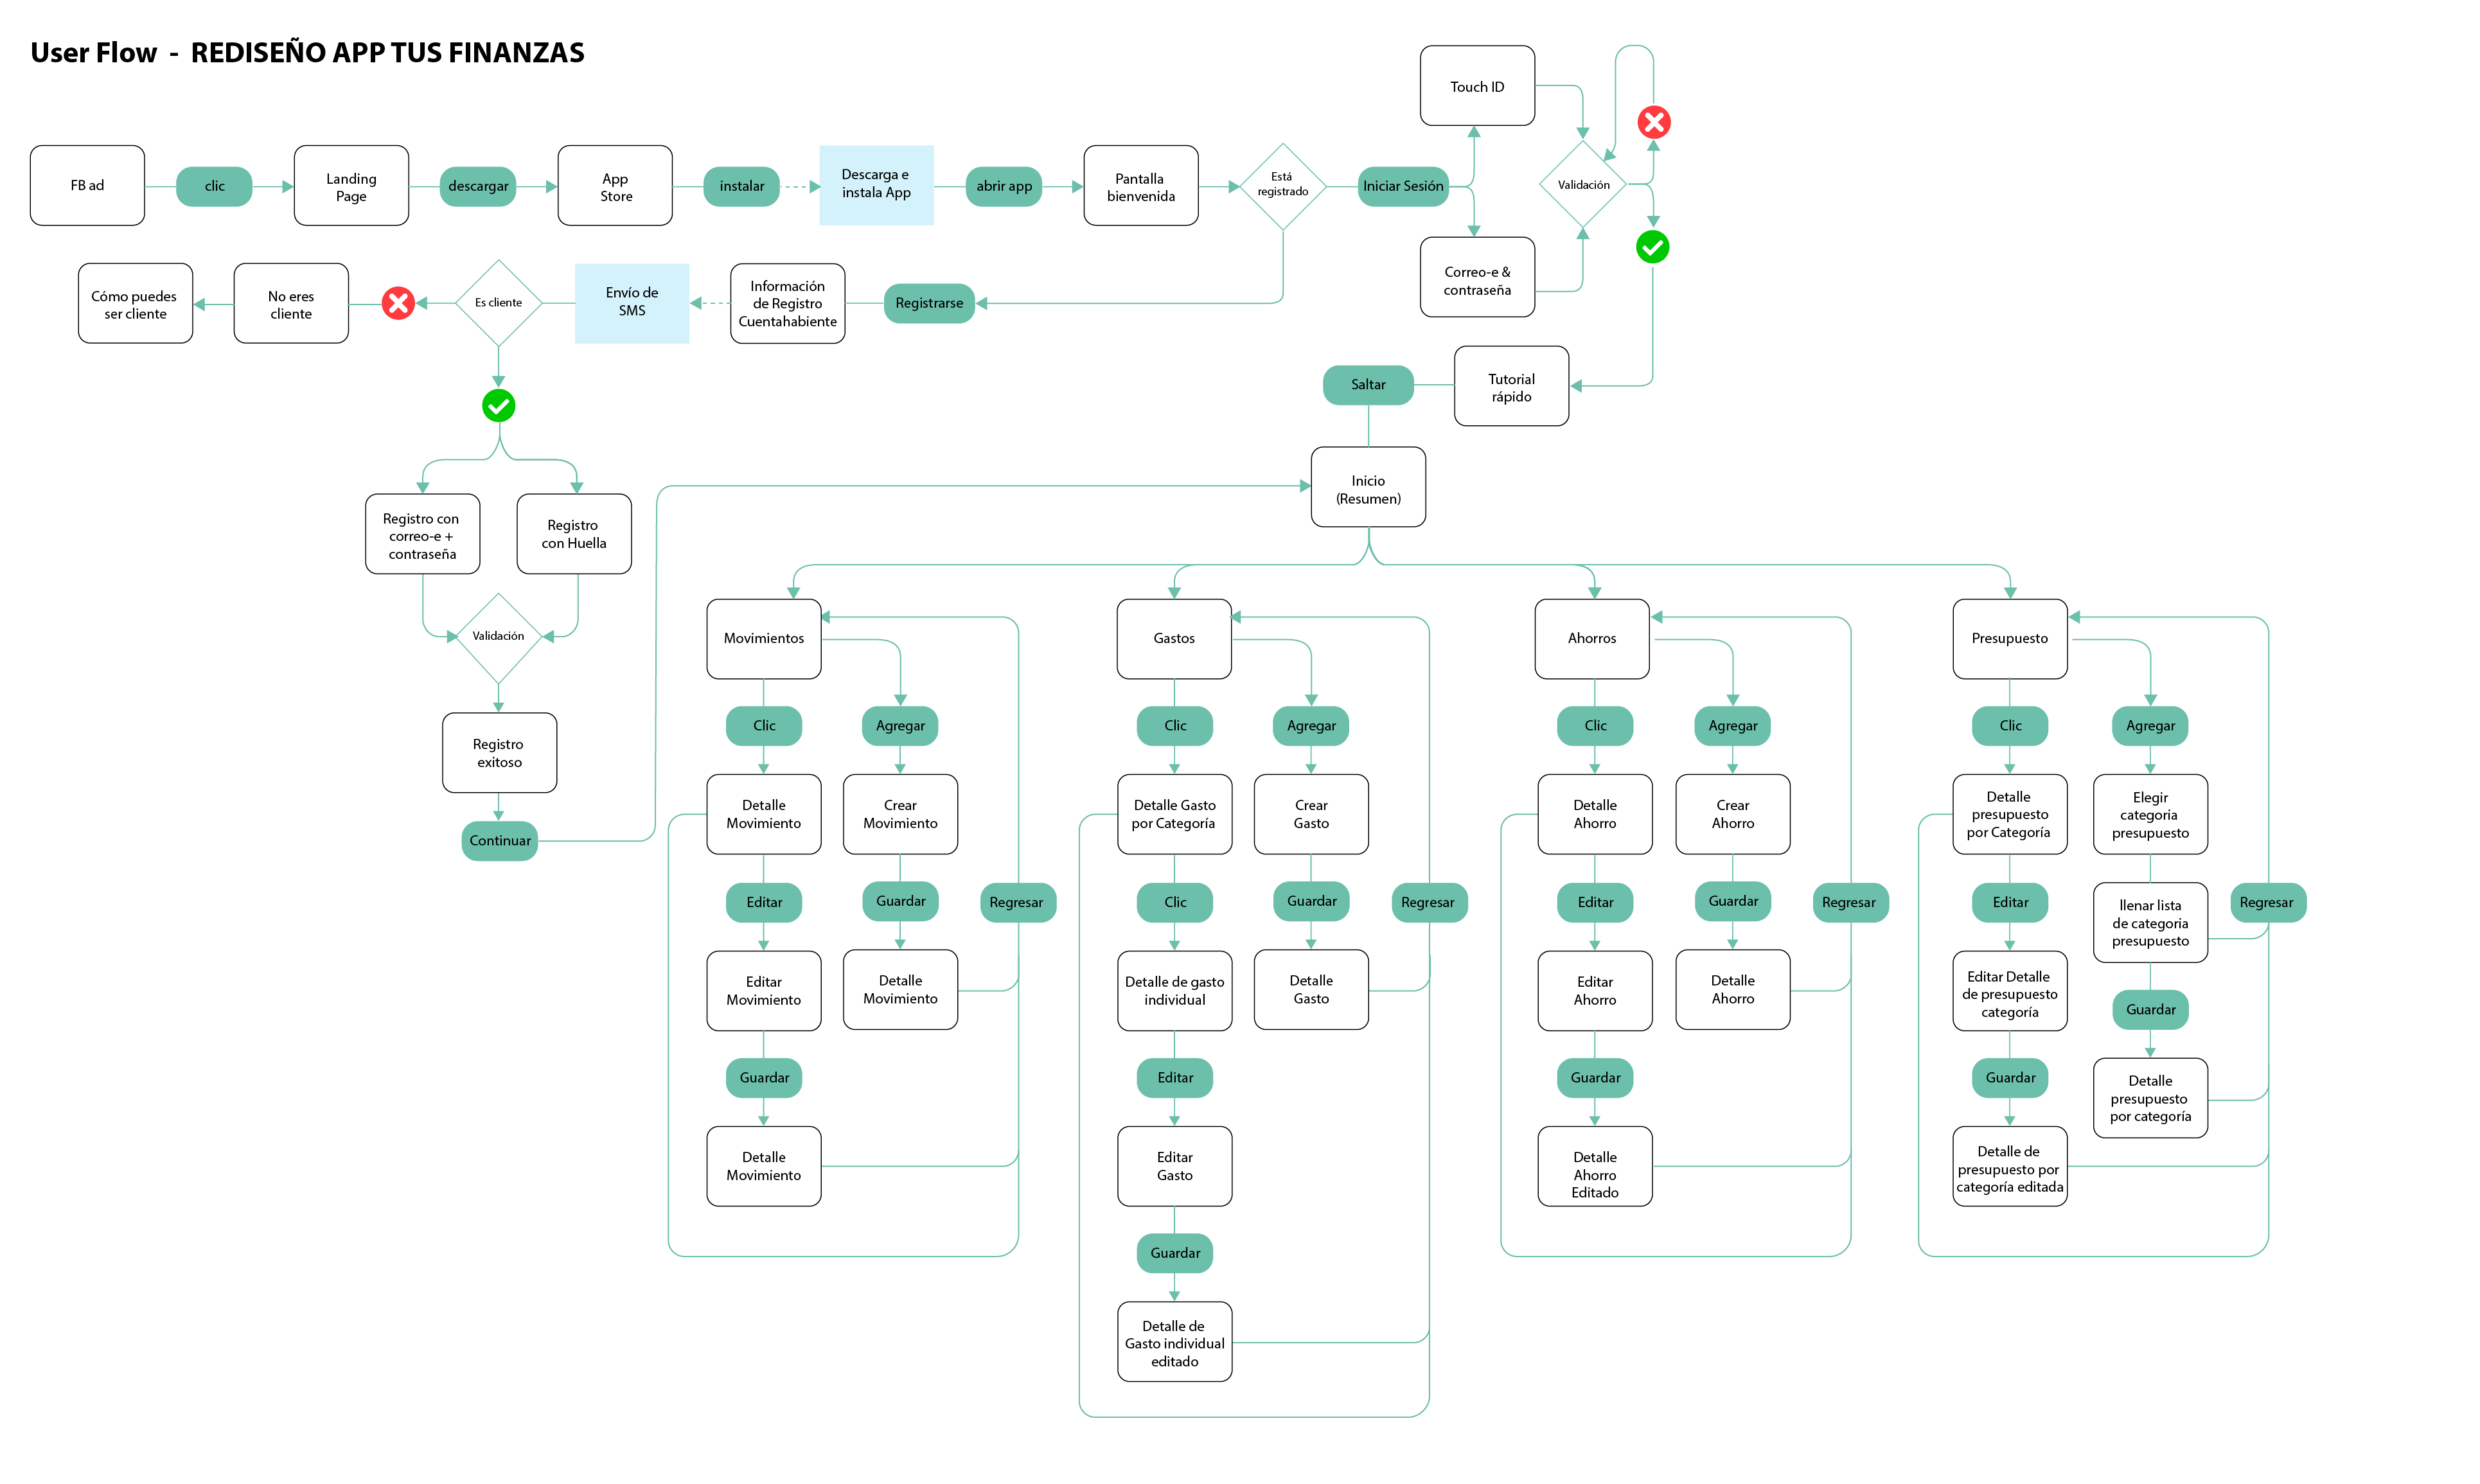 User Flow - REDISEÑO APP TUS FINANZAS
FB ad
clic
Landing
Page
descargar
App
Store
instalar
Descarga e
instala App
abrir app
Pantalla
bienvenida
Está
registrado
Iniciar Sesión
Touch ID
Correo-e &
contraseña
Validación
Registrarse
Información
de Registro
Cuentahabiente
Envío de
SMS
Es cliente
No eres
cliente
Cómo puedes
ser cliente
Tutorial
rápido
Saltar
Inicio
(Resumen)
Registro con
correo-e +
contraseña
Registro
con Huella
Validación
Registro
exitoso
Continuar
Movimientos
Clic
Agregar
Detalle
Movimiento
Crear
Movimiento
Editar
Guardar
Regresar
Editar
Movimiento
Detalle
Movimiento
Guardar
Detalle
Movimiento
Gastos
Clic
Agregar
Detalle Gasto
por Categoría
Crear
Gasto
Clic
Guardar
Regresar
Detalle de gasto
individual
Detalle
Gasto
Editar
Editar
Gasto
Guardar
Detalle de
Gasto individual
editado
Ahorros
Clic
Agregar
Detalle
Ahorro
Crear
Ahorro
Editar
Guardar
Regresar
Editar
Ahorro
Detalle
Ahorro
Guardar
Detalle
Ahorro
Editado
Presupuesto
Clic
Agregar
Detalle
presupuesto
por Categoría
Elegir
categoria
presupuesto
Editar
llenar lista
de categoria
presupuesto
Regresar
Editar Detalle
de presupuesto
categoría
Guardar
Guardar
Detalle
presupuesto
por categoría
Detalle de
presupuesto por
categoría editada